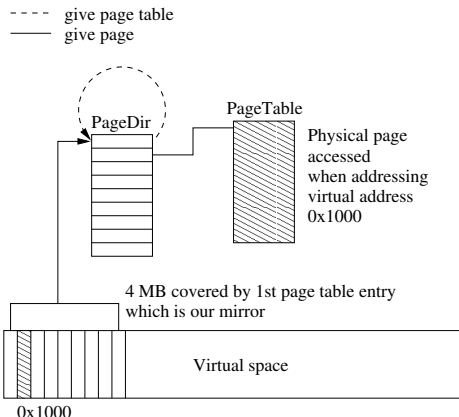 give page table
give page
PageDir
PageTable
Physical page
accessed
when addressing
virtual address
0x1000
4 MB covered by 1st page table entry
which is our mirror
Virtual space
0x1000